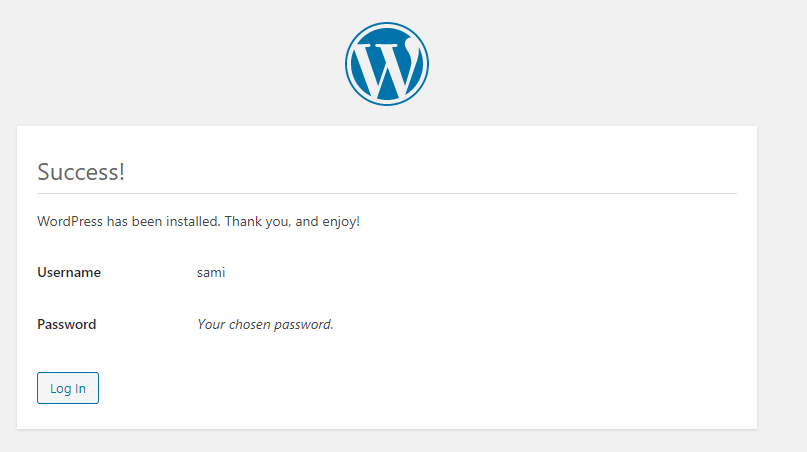 Success!
WordPress has been installed. Thank you, and enjoy!
Username sami
Password Your chosen password.
Log In